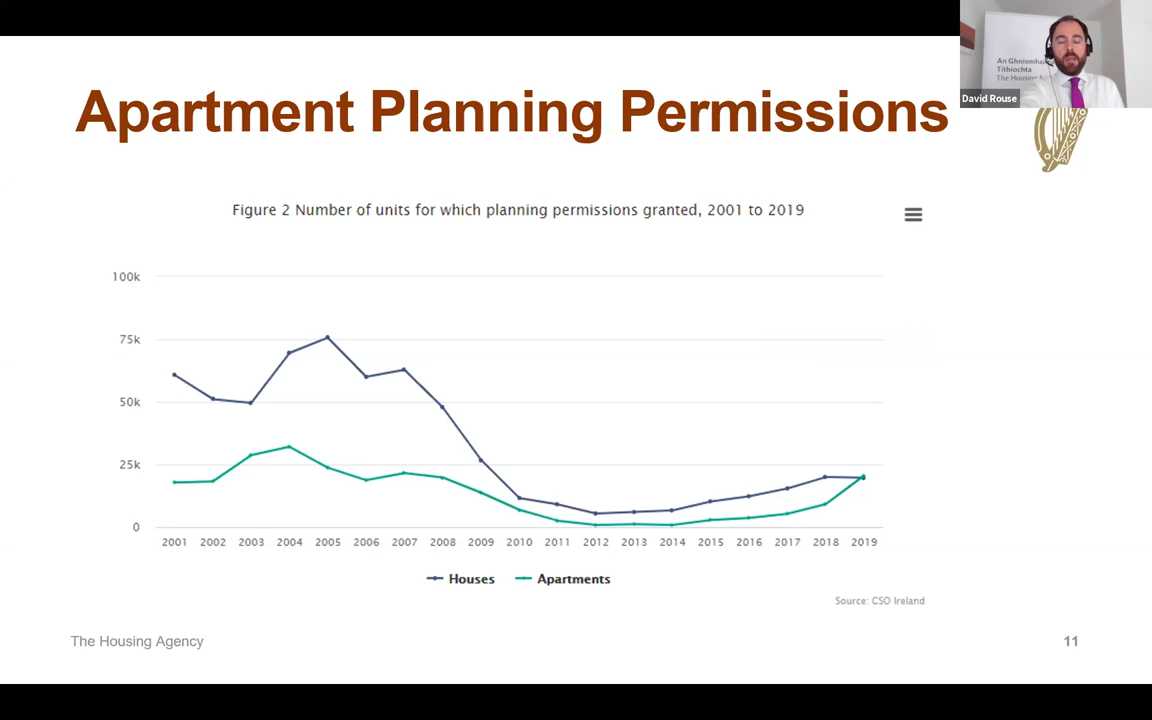 An Ghníomhai
Tithíochta
The Housing
David Rouse
Apartment Planning Permissions
Figure 2 Number of units for which planning permissions granted, 2001 to 2019
100k
75k
50k
25k
0
2001 2002 2003 2004 2005 2006 2007 2008 2009 2010 2011 2012 2013 2014 2015 2016 2017 2018 2019
Houses Apartments
Source: CSO Ireland
The Housing Agency
11